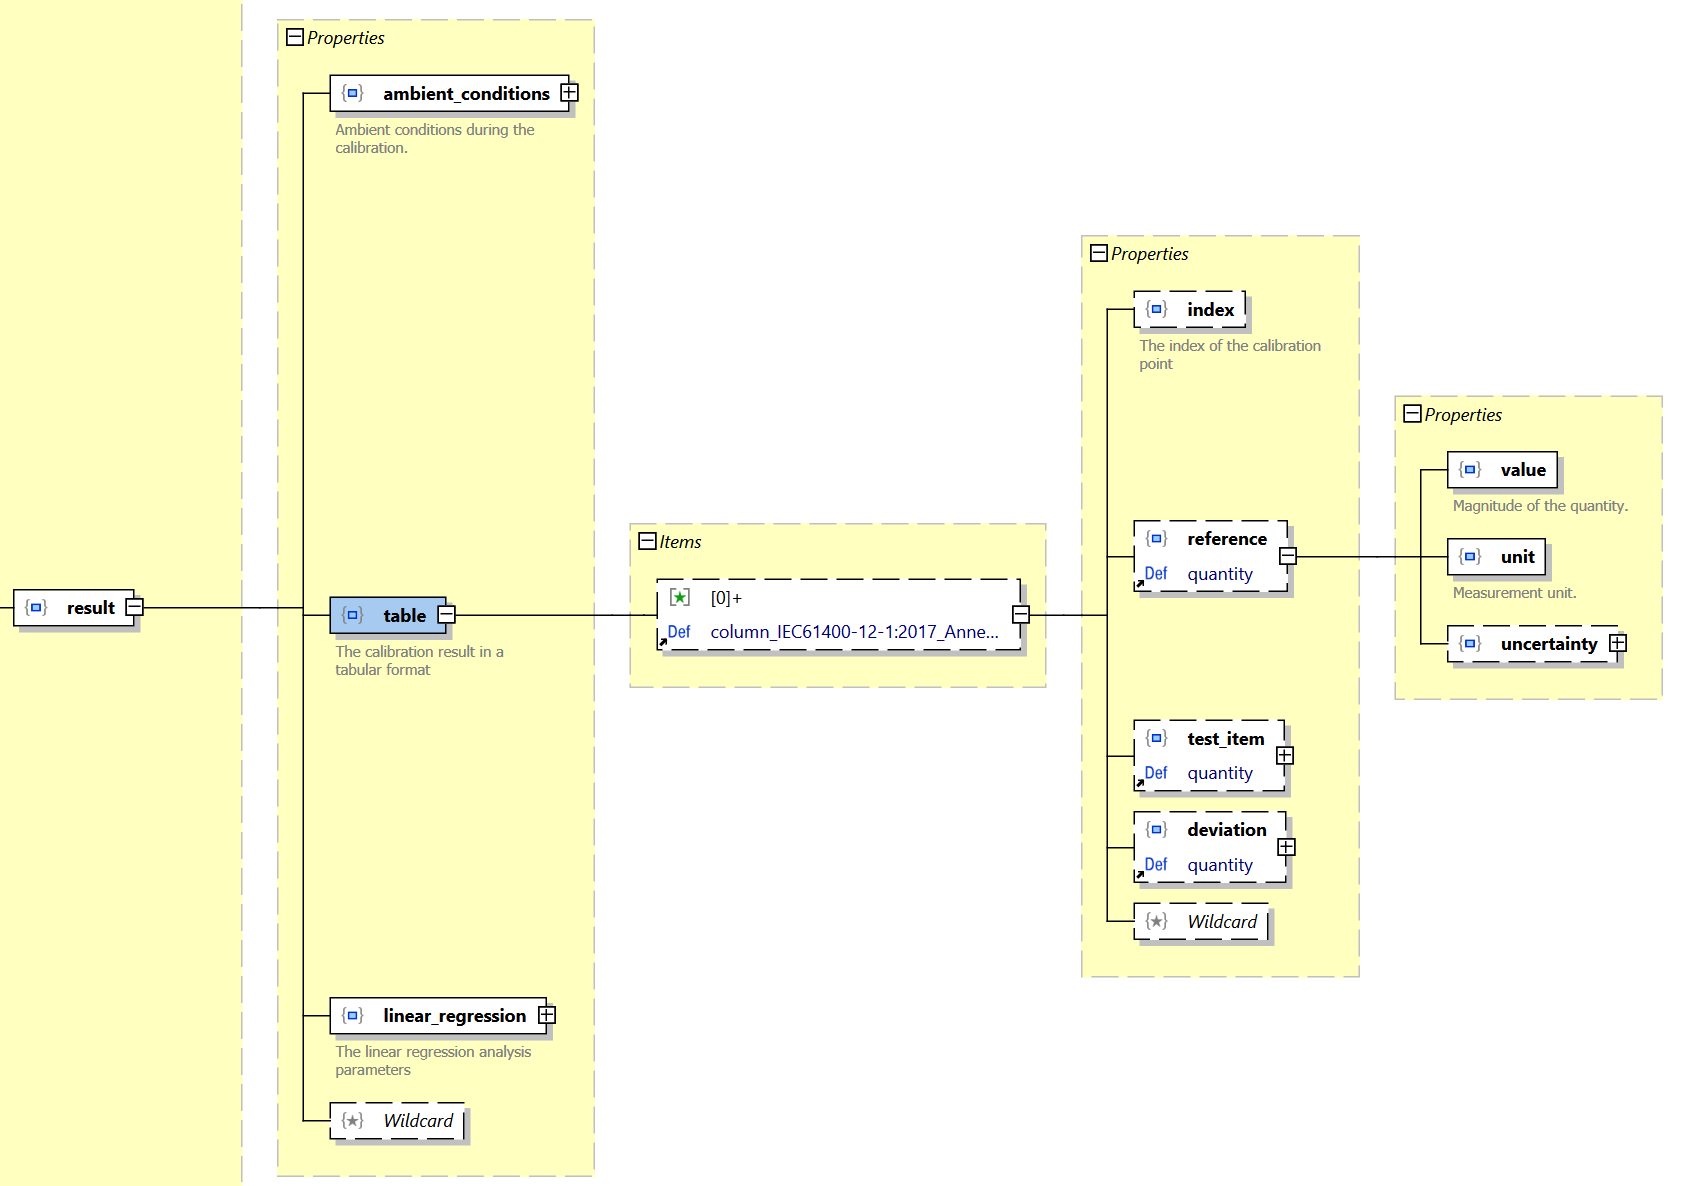 result
Properties
ambient_conditions
Ambient conditions during the
calibration.
table
The calibration result in a
tabular format
linear_regression
The linear regression analysis
parameters
Wildcard
Items
[0]+
Def column_IEC61400-12-1:2017_Anne...
Properties
index
The index of the calibration
point
reference
Def quantity
test_item
Def quantity
deviation
Def quantity
Wildcard
Properties
value
Magnitude of the quantity.
unit
Measurement unit.
uncertainty